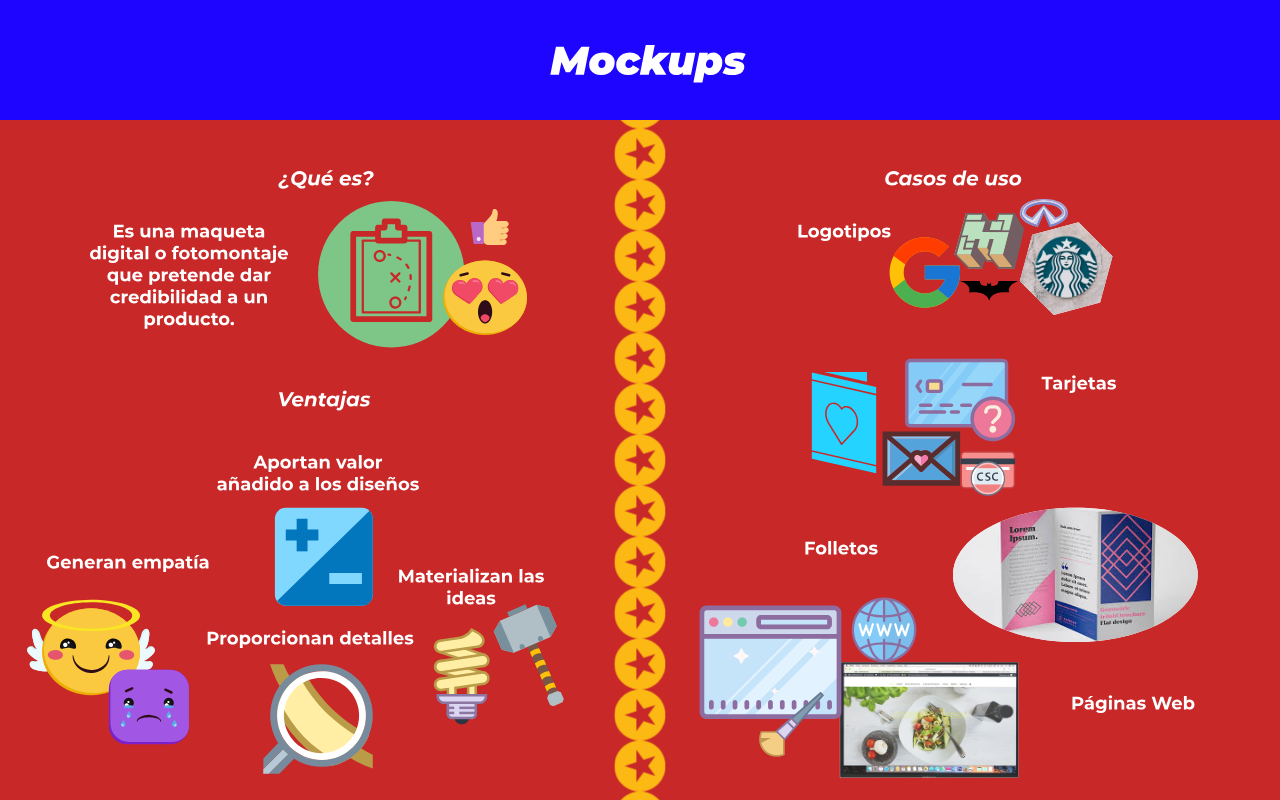 Mockups
¿Qué es?
Es una maqueta
digital o fotomontaje
que pretende dar
credibilidad a un
producto.
Ventajas
Aportan valor
añadido a los diseños
Generan empatía
Materializan las
ideas
Proporcionan detalles
Casos de uso
Logotipos
Tarjetas
?
CSC
Folletos
Lorem
Ipsum.
Flat design
WWW
Páginas Web